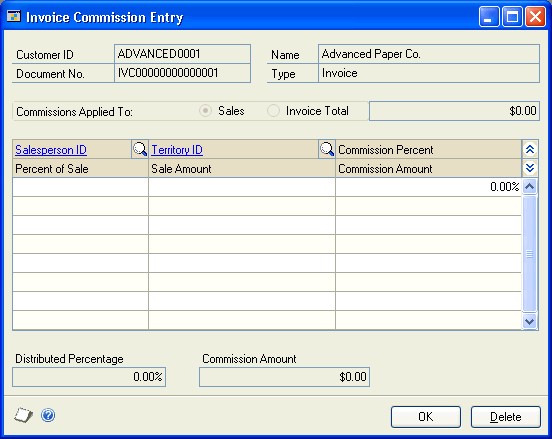 Invoice Commission Entry
Customer ID ADVANCED0001 Name Advanced Paper Co.
Document No. IVC00000000000001 Type Invoice
Commissions Applied To: Sales Invoice Total $0.00
Salesperson ID Territory ID Commission Percent
Percent of Sale Sale Amount Commission Amount
0.00%
Distributed Percentage Commission Amount
0.00% $0.00
OK Delete